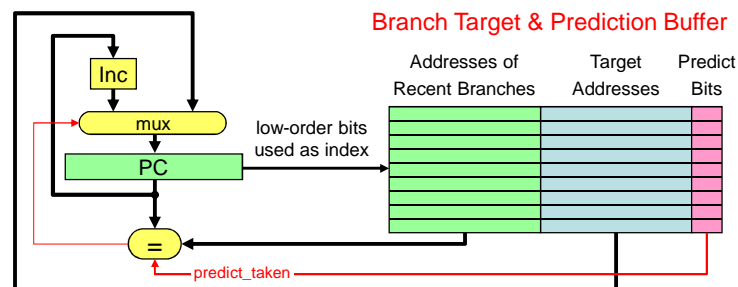 Branch Target & Prediction Buffer
Addresses of
Recent Branches
Target
Addresses
Predict
Bits
Inc
mux
low-order bits
used as index
PC
=
predict_taken